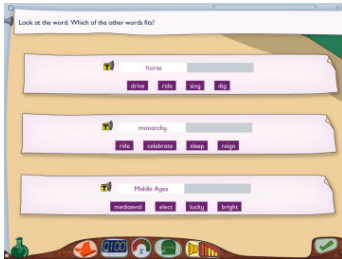 Look at the word. Which of the other words fits?
horse
drive ride sing dig
monarchy
ride celebrate sleep reign
Middle Ages
mediaeval elect lucky bright